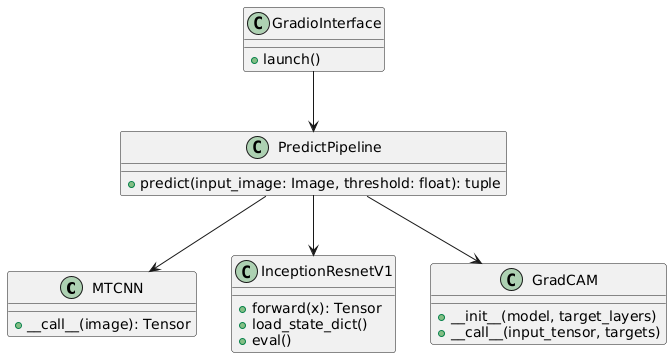 C GradioInterface
launch()
C PredictPipeline
predict(input_image: Image, threshold: float): tuple
C MTCNN
__call__(image): Tensor
C InceptionResnetV1
forward(x): Tensor
load_state_dict()
eval()
C GradCAM
__init__(model, target_layers)
__call__(input_tensor, targets)